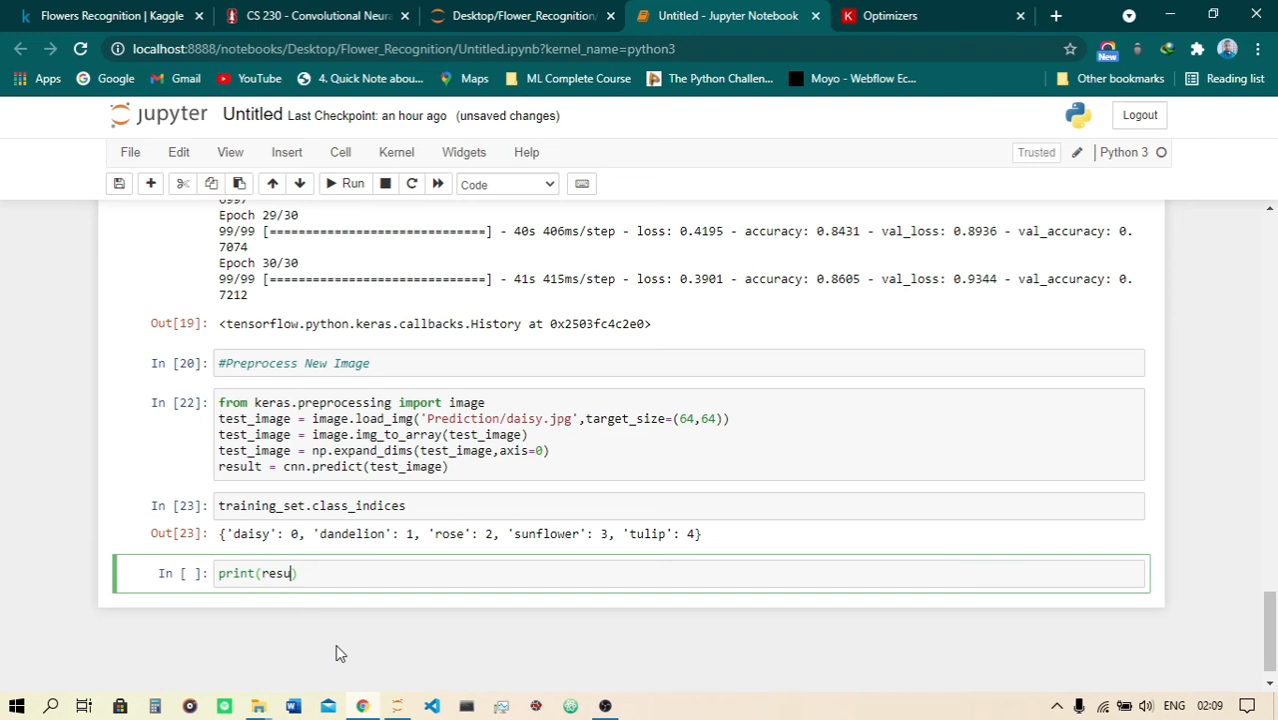 Flowers Recognition | Kaggle
CS 230 - Convolutional Neura
Desktop/Flower_Recognition/
Untitled - Jupyter Notebook
Optimizers
localhost:8888/notebooks/Desktop/Flower_Recognition/Untitled.ipynb?kernel_name=python3
New
Apps
Google
Gmail
YouTube
4. Quick Note abou...
Maps
ML Complete Course
The Python Challen...
Moyo - Webflow Ec...
Other bookmarks
Reading list
jupyter
Untitled Last Checkpoint: an hour ago (unsaved changes)
Logout
File Edit View Insert Cell Kernel Widgets Help
Trusted
Python 3
Run
Code
6997
Epoch 29/30
99/99 [==============================] - 40s 406ms/step - loss: 0.4195 - accuracy: 0.8431 - val_loss: 0.8936 - val_accuracy: 0.
7074
Epoch 30/30
99/99 [==============================] - 41s 415ms/step - loss: 0.3901 - accuracy: 0.8605 - val_loss: 0.9344 - val_accuracy: 0.
7212
Out[19]: <tensorflow.python.keras.callbacks.History at 0x2503fc4c2e0>
In [20]: #Preprocess New Image
In [22]: from keras.preprocessing import image
test_image = image.load_img('Prediction/daisy.jpg',target_size=(64,64))
test_image = image.img_to_array(test_image)
test_image = np.expand_dims(test_image,axis=0)
result = cnn.predict(test_image)
In [23]: training_set.class_indices
Out[23]: {'daisy': 0, 'dandelion': 1, 'rose': 2, 'sunflower': 3, 'tulip': 4}
In [ ]: print(resu)
ENG 02:09